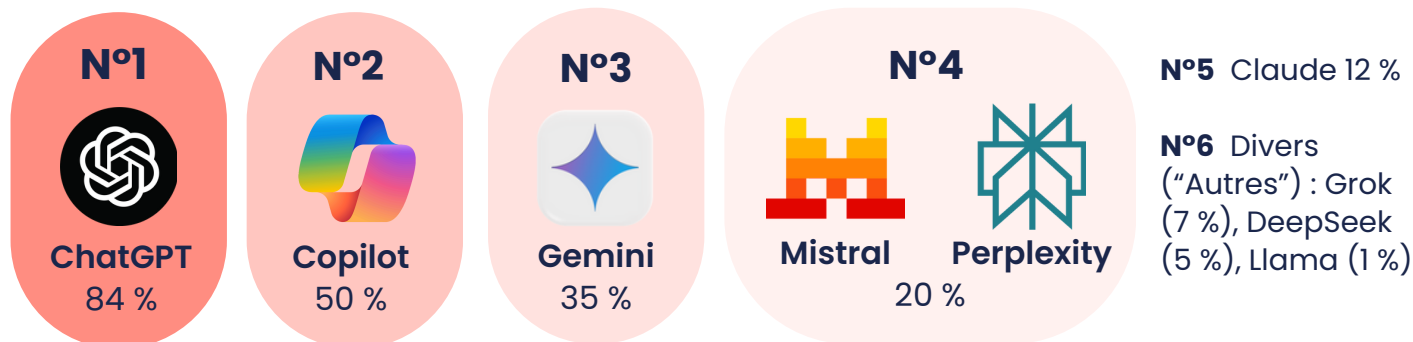 Nº1
ChatGPT
84 %
Nº2
Copilot
50 %
Nº3
Gemini
35 %
Nº4
Mistral
Perplexity
20 %
Nº5 Claude 12 %
Nº6 Divers
(“Autres”) : Grok
(7 %), DeepSeek
(5 %), Llama (1 %)